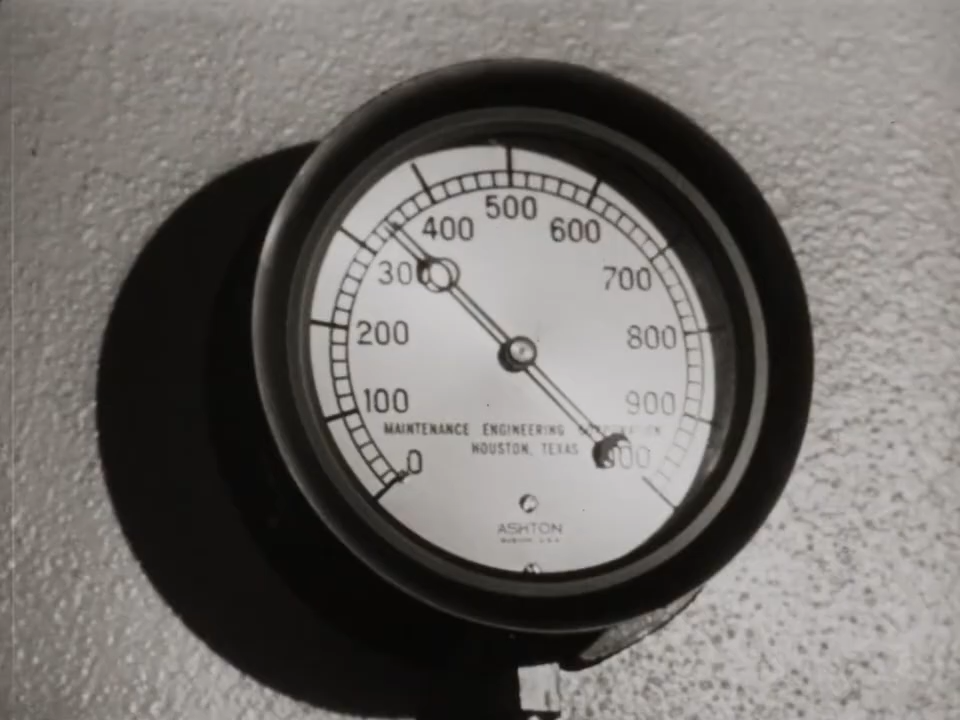 500
400 600
300 700
200 800
100 900
MAINTENANCE ENGINEERING
HOUSTON, TEXAS
0
ASHTON